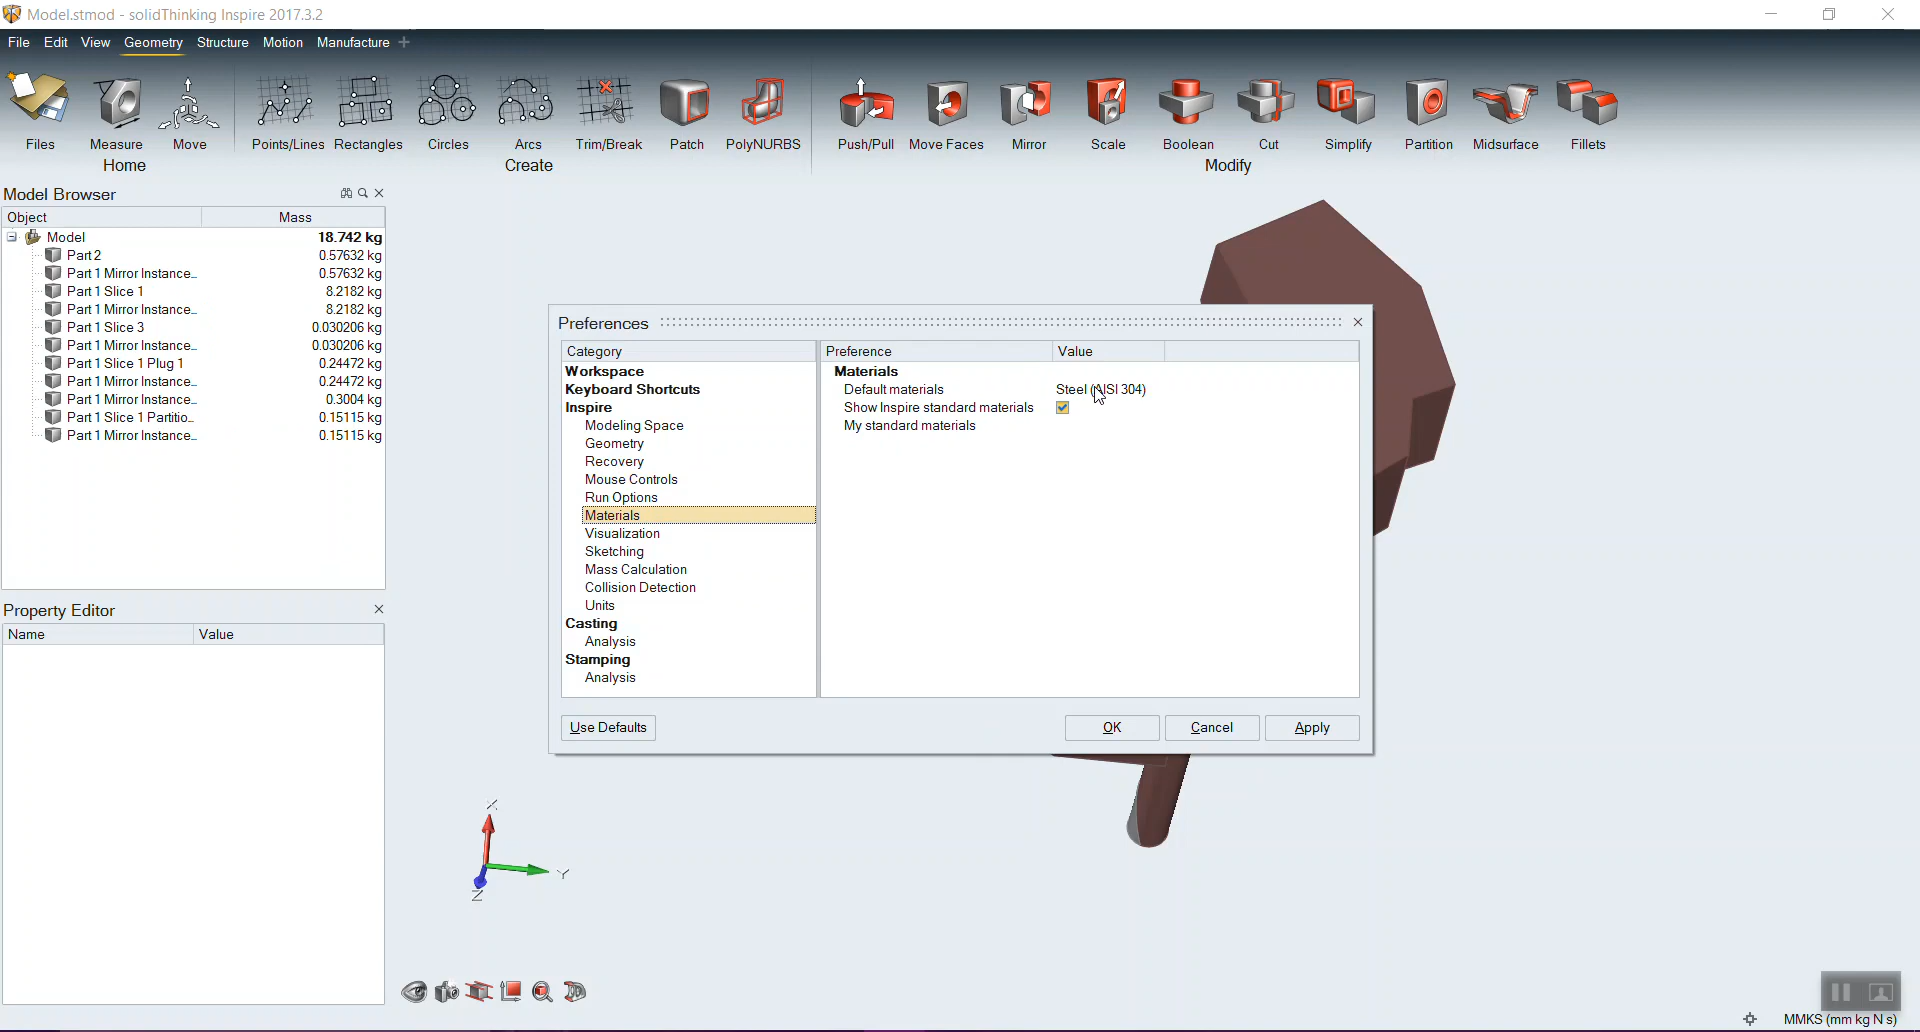 Model.stmod - solidThinking Inspire 2017.3.2
File Edit View Geometry Structure Motion Manufacture
Files Measure Move Points/Lines Rectangles Circles Arcs Trim/Break Patch PolyNURBS Push/Pull Move Faces Mirror Scale Boolean Cut Simplify Partition Midsurface Fillets
Home Create Modify
Model Browser
Object Mass
Model 18.742 kg
Part 2 0.57632 kg
Part 1 Mirror Instance... 0.57632 kg
Part 1 Slice 1 8.2182 kg
Part 1 Mirror Instance... 8.2182 kg
Part 1 Slice 3 0.030206 kg
Part 1 Mirror Instance... 0.030206 kg
Part 1 Slice 1 Plug 1 0.24472 kg
Part 1 Mirror Instance... 0.24472 kg
Part 1 Mirror Instance... 0.3004 kg
Part 1 Slice 1 Partitio... 0.15115 kg
Part 1 Mirror Instance... 0.15115 kg
Property Editor
Name Value
Preferences
Category
Workspace
Keyboard Shortcuts
Inspire
Modeling Space
Geometry
Recovery
Mouse Controls
Run Options
Materials
Visualization
Sketching
Mass Calculation
Collision Detection
Units
Casting
Analysis
Stamping
Analysis
Preference Value
Materials
Default materials Steel (AISI 304)
Show Inspire standard materials
My standard materials
Use Defaults OK Cancel Apply
X
Y
Z
MMKS (mm kg N s)